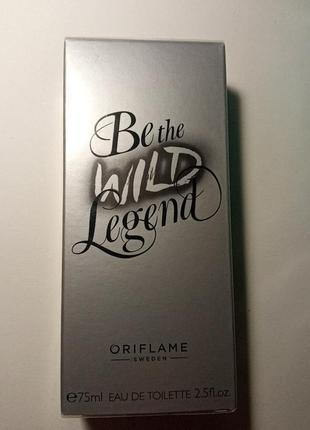 Be the
WILD
Legend
ORIFLAME
SWEDEN
℮75ml EAU DE TOILETTE 2.5fl.oz.